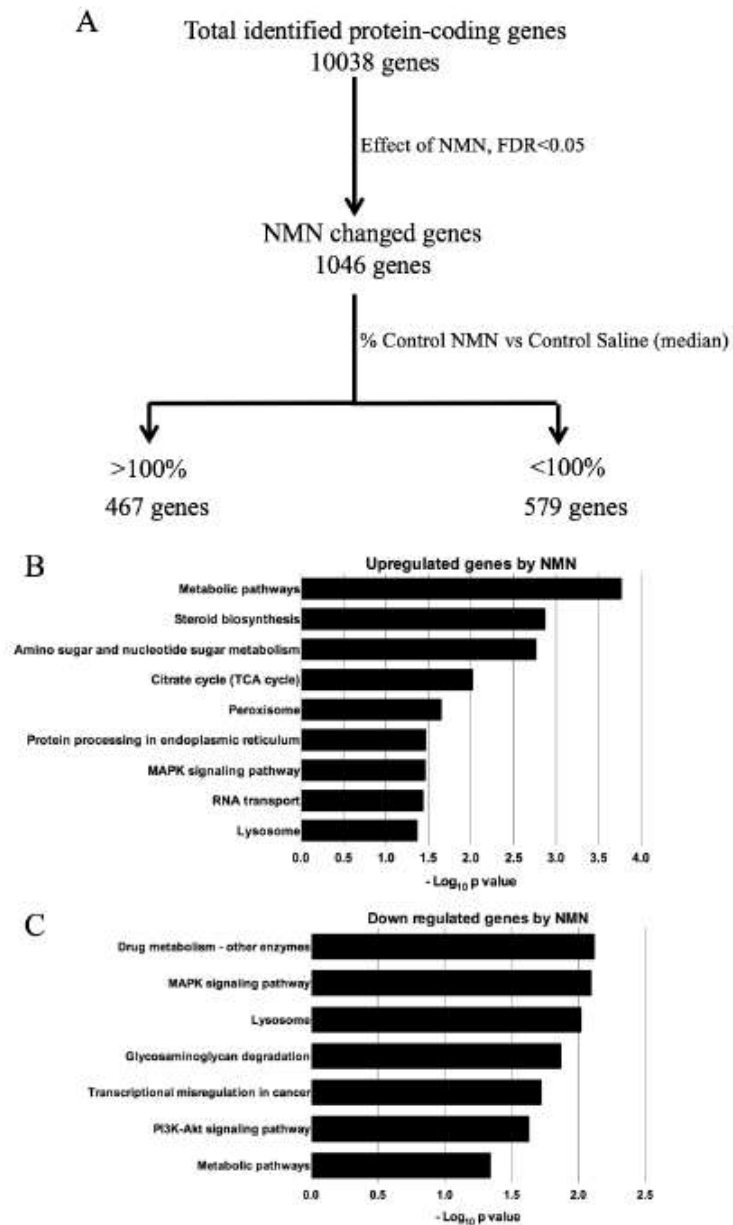 A
Total identified protein-coding genes
10038 genes
Effect of NMN, FDR<0.05
NMN changed genes
1046 genes
% Control NMN vs Control Saline (median)
>100%
467 genes
<100%
579 genes
B
Upregulated genes by NMN
Metabolic pathways
Steroid biosynthesis
Amino sugar and nucleotide sugar metabolism
Citrate cycle (TCA cycle)
Peroxisome
Protein processing in endoplasmic reticulum
MAPK signaling pathway
RNA transport
Lysosome
0.0 0.5 1.0 1.5 2.0 2.5 3.0 3.5 4.0
- Log10 p value
C
Down regulated genes by NMN
Drug metabolism - other enzymes
MAPK signaling pathway
Lysosome
Glycosaminoglycan degradation
Transcriptional misregulation in cancer
PI3K-Akt signaling pathway
Metabolic pathways
0.0 0.5 1.0 1.5 2.0 2.5
- Log10 p value